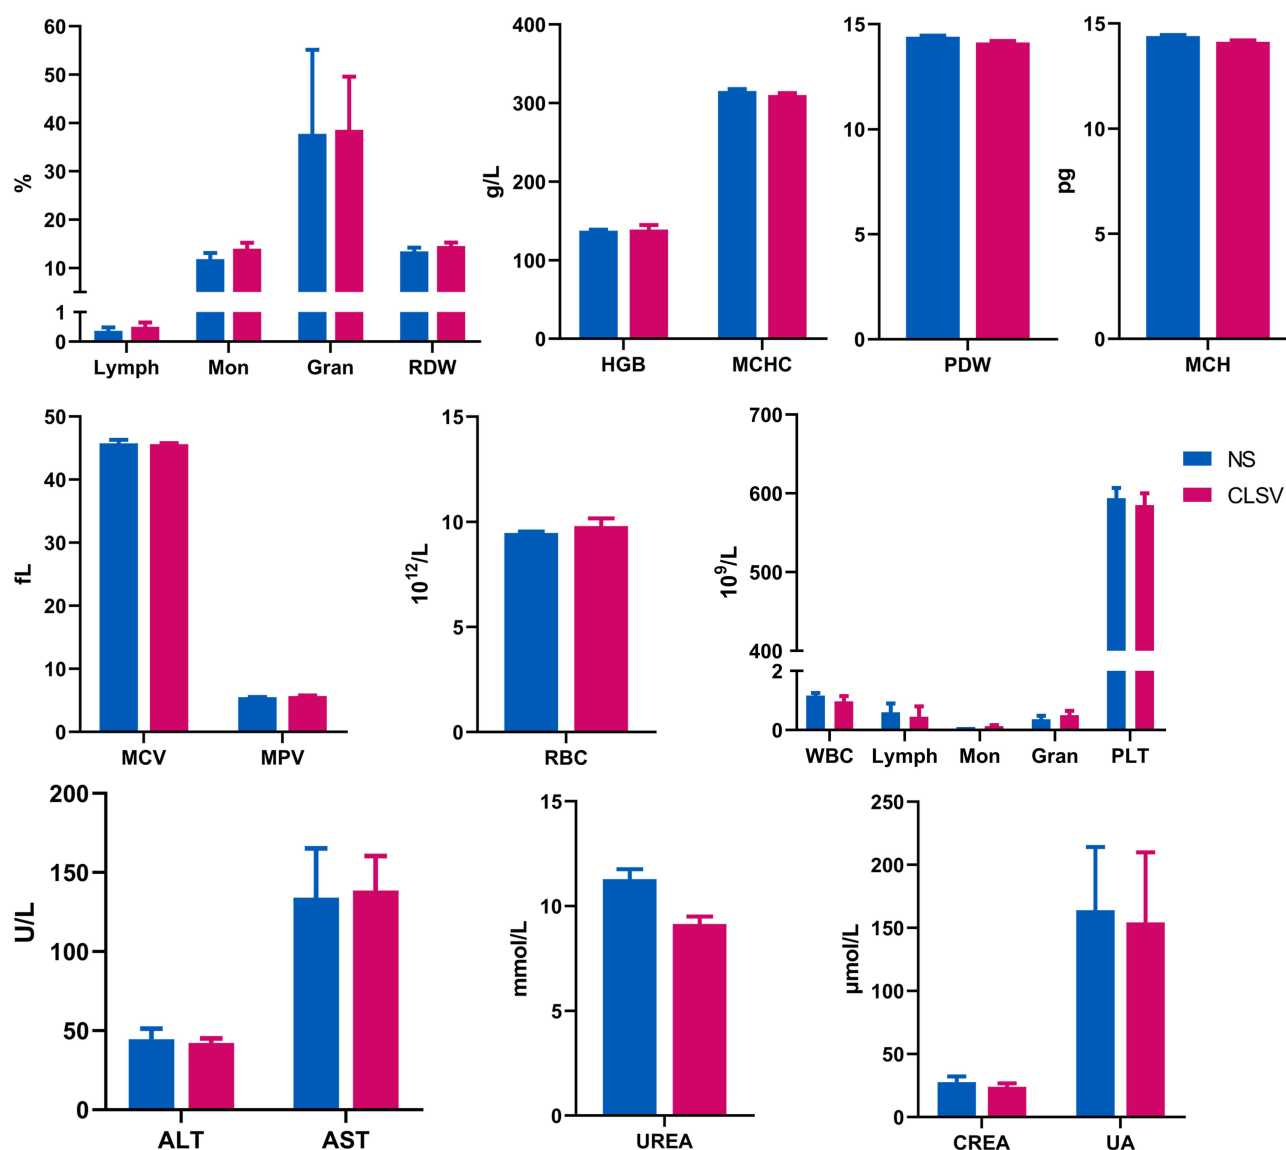 60
50
40
30
20
10
1
0
%
Lymph Mon Gran RDW
400
300
200
100
0
g/L
HGB MCHC
15
10
5
0
PDW
15
10
5
0
pg
MCH
50
40
30
20
10
0
fL
MCV MPV
15
10
5
0
10¹²/L
RBC
700
600
500
400
2
0
10⁹/L
WBC Lymph Mon Gran PLT
NS
CLSV
200
150
100
50
0
U/L
ALT AST
15
10
5
0
mmol/L
UREA
250
200
150
100
50
0
μmol/L
CREA UA